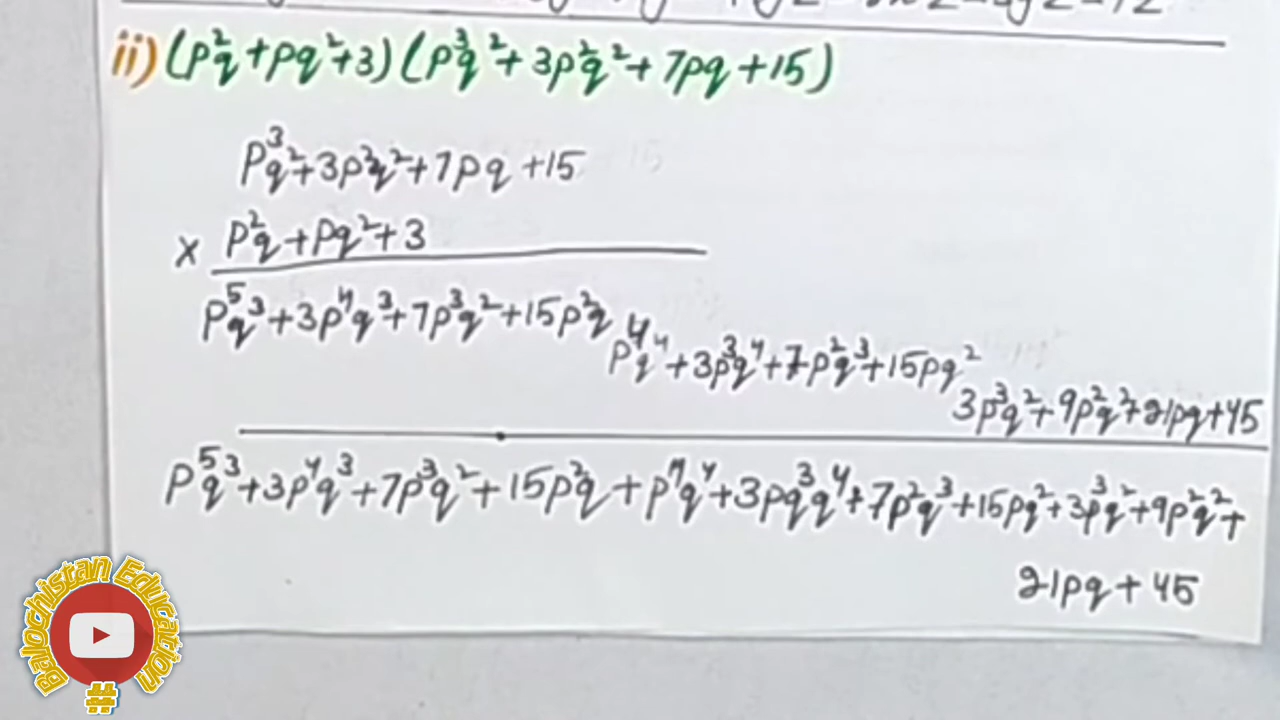 ii) (p²q + pq² + 3) (p³q² + 3p²q² + 7pq + 15)
p³q² + 3p²q² + 7pq + 15
× p²q + pq² + 3
p⁵q³ + 3p⁴q³ + 7p³q² + 15p²q
p⁴q⁴ + 3p³q⁴ + 7p²q³ + 15pq²
3p³q² + 9p²q² + 21pq + 45
p⁵q³ + 3p⁴q³ + 7p³q² + 15p²q + p⁴q⁴ + 3pq³q⁴ + 7p²q³ + 15pq² + 3p³q² + 9p²q² +
21pq + 45
Balochistan Education
#